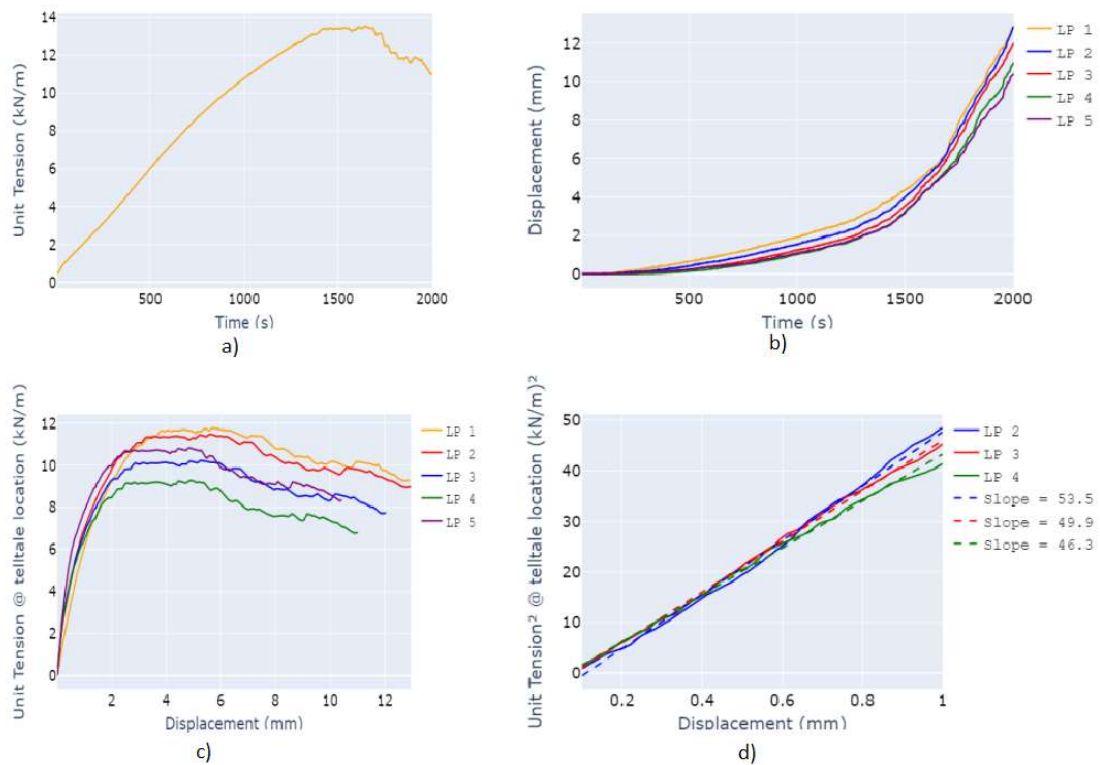 Unit Tension (kN/m)
14
12
10
8
6
4
2
0
500
1000
1500
2000
Time (s)
a)
Displacement (mm)
12
10
8
6
4
2
0
500
1000
1500
2000
Time (s)
b)
LP 1
LP 2
LP 3
LP 4
LP 5
Unit Tension @ telltale location (kN/m)
12
10
8
6
4
2
0
2
4
6
8
10
12
Displacement (mm)
c)
LP 1
LP 2
LP 3
LP 4
LP 5
Unit Tension² @ telltale location (kN/m)²
50
40
30
20
10
0
0.2
0.4
0.6
0.8
1
Displacement (mm)
d)
LP 2
LP 3
LP 4
Slope = 53.5
Slope = 49.9
Slope = 46.3